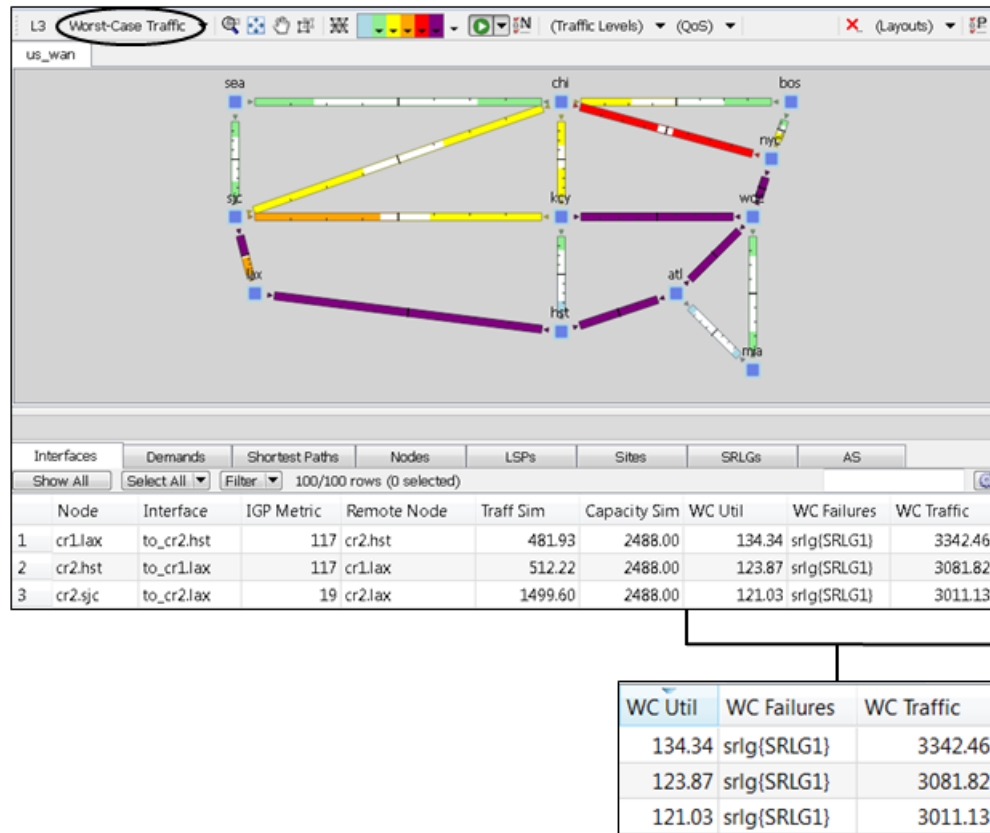 L3 Worst-Case Traffic (Traffic Levels) (QoS) (Layouts)
us_wan
sea chi bos
nyc
sjc kcy
lax atl
hst
mia
Interfaces Demands Shortest Paths Nodes LSPs Sites SRLGs AS
Show All Select All Filter 100/100 rows (0 selected)
Node Interface IGP Metric Remote Node Traff Sim Capacity Sim WC Util WC Failures WC Traffic
1 cr1.lax to_cr2.hst 117 cr2.hst 481.93 2488.00 134.34 srlg{SRLG1} 3342.46
2 cr2.hst to_cr1.lax 117 cr1.lax 512.22 2488.00 123.87 srlg{SRLG1} 3081.82
3 cr2.sjc to_cr2.lax 19 cr2.lax 1499.60 2488.00 121.03 srlg{SRLG1} 3011.13
WC Util WC Failures WC Traffic
134.34 srlg{SRLG1} 3342.46
123.87 srlg{SRLG1} 3081.82
121.03 srlg{SRLG1} 3011.13